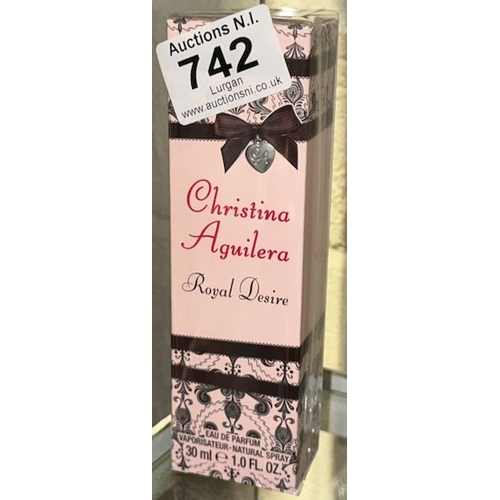 Auctions N.I.
742
Lurgan
www.auctionsni.co.uk
Christina
Aguilera
Royal Desire
EAU DE PARFUM
VAPORISATEUR · NATURAL SPRAY
30 ml e 1.0 FL. OZ.